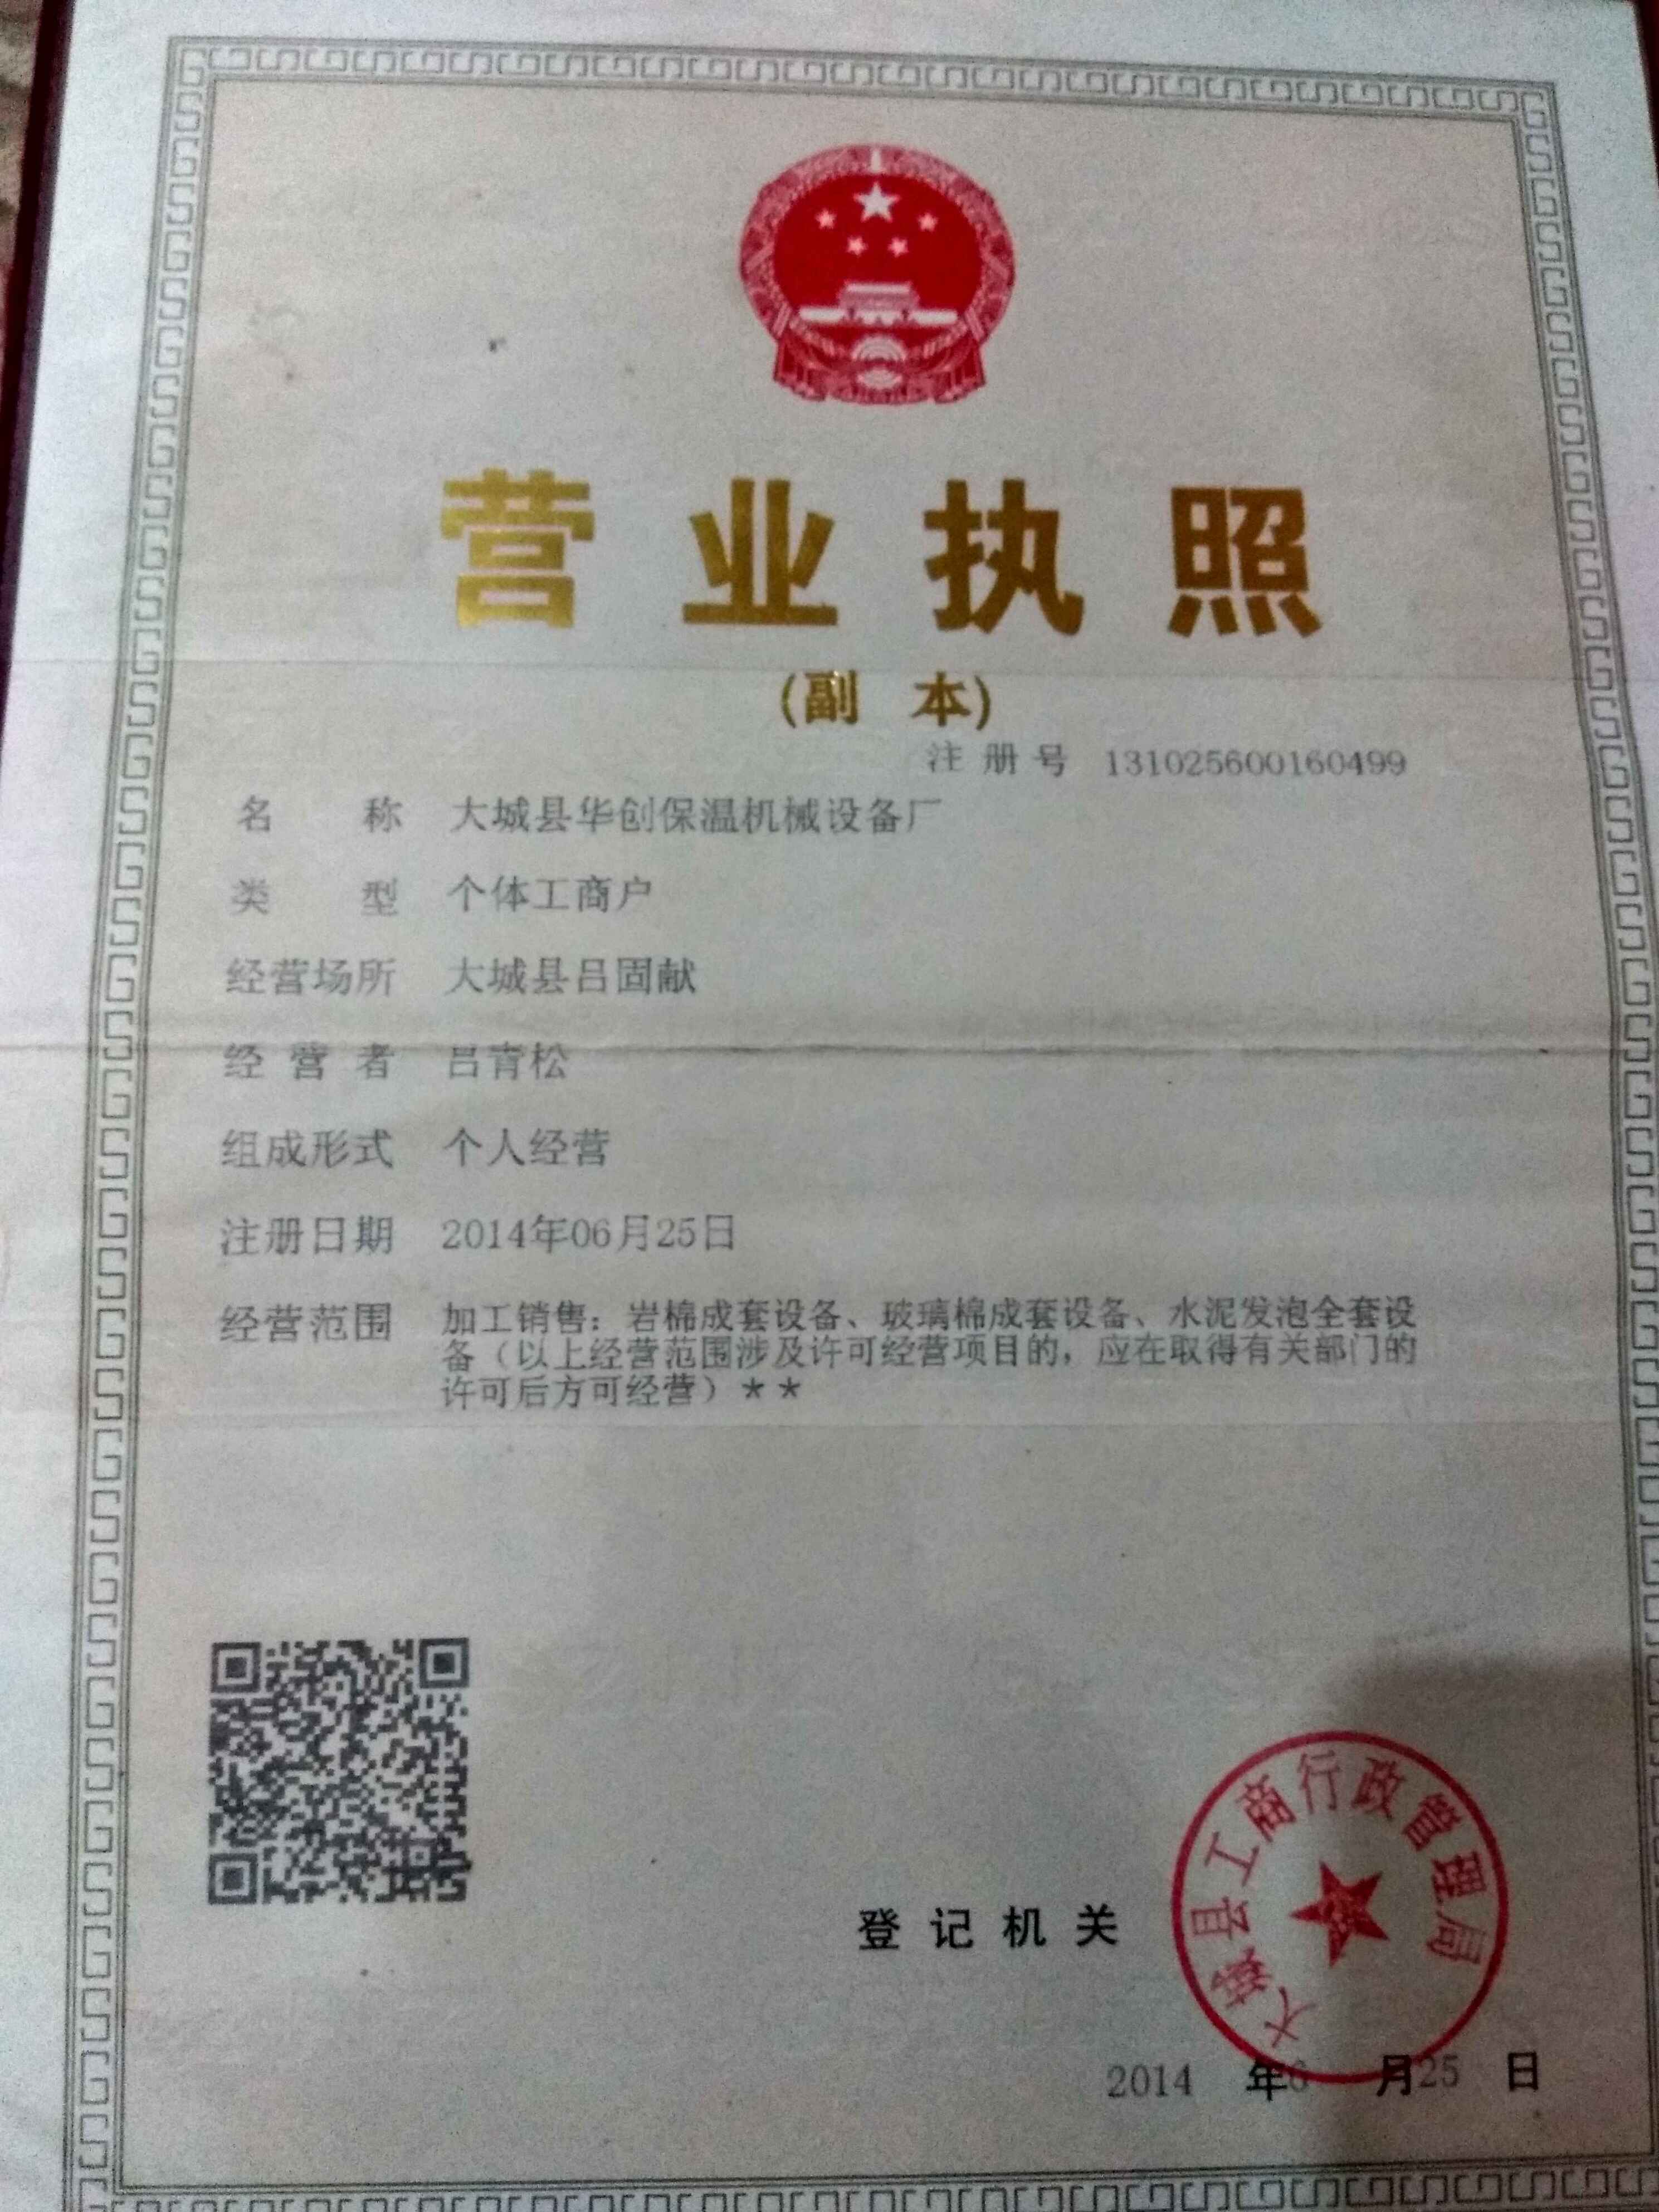 营业执照
(副 本)
注册号 131025600160499
名 称 大城县华创保温机械设备厂
类 型 个体工商户
经营场所 大城县吕固献
经营者 吕青松
组成形式 个人经营
注册日期 2014年06月25日
经营范围 加工销售：岩棉成套设备、玻璃棉成套设备、水泥发泡全套设
备（以上经营范围涉及许可经营项目的，应在取得有关部门的
许可后方可经营）＊＊
大城县工商行政管理局
登记机关
2014 年6 月25 日